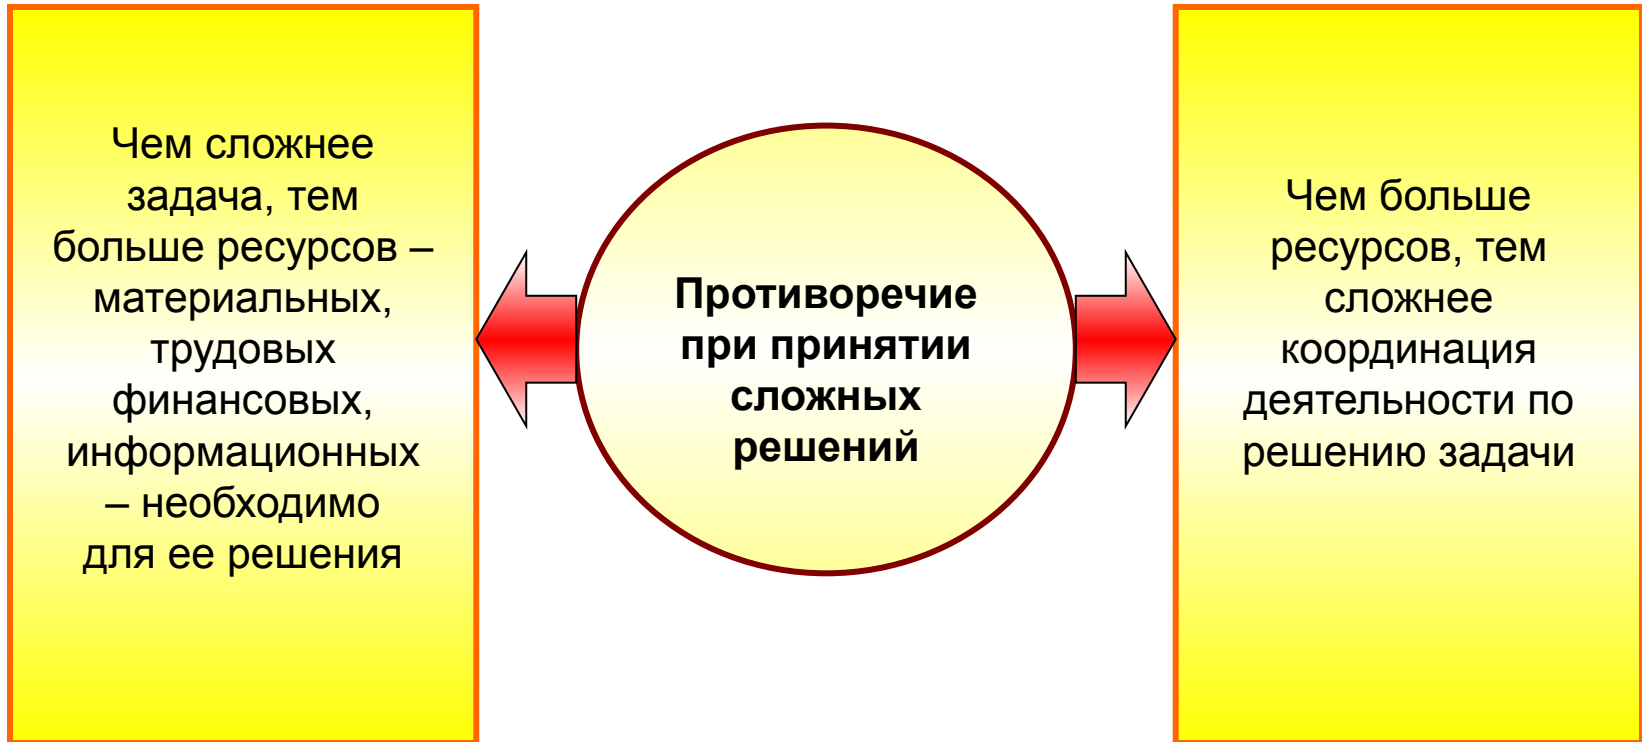 Чем сложнее
задача, тем
больше ресурсов –
материальных,
трудовых
финансовых,
информационных
– необходимо
для ее решения
Противоречие
при принятии
сложных
решений
Чем больше
ресурсов, тем
сложнее
координация
деятельности по
решению задачи